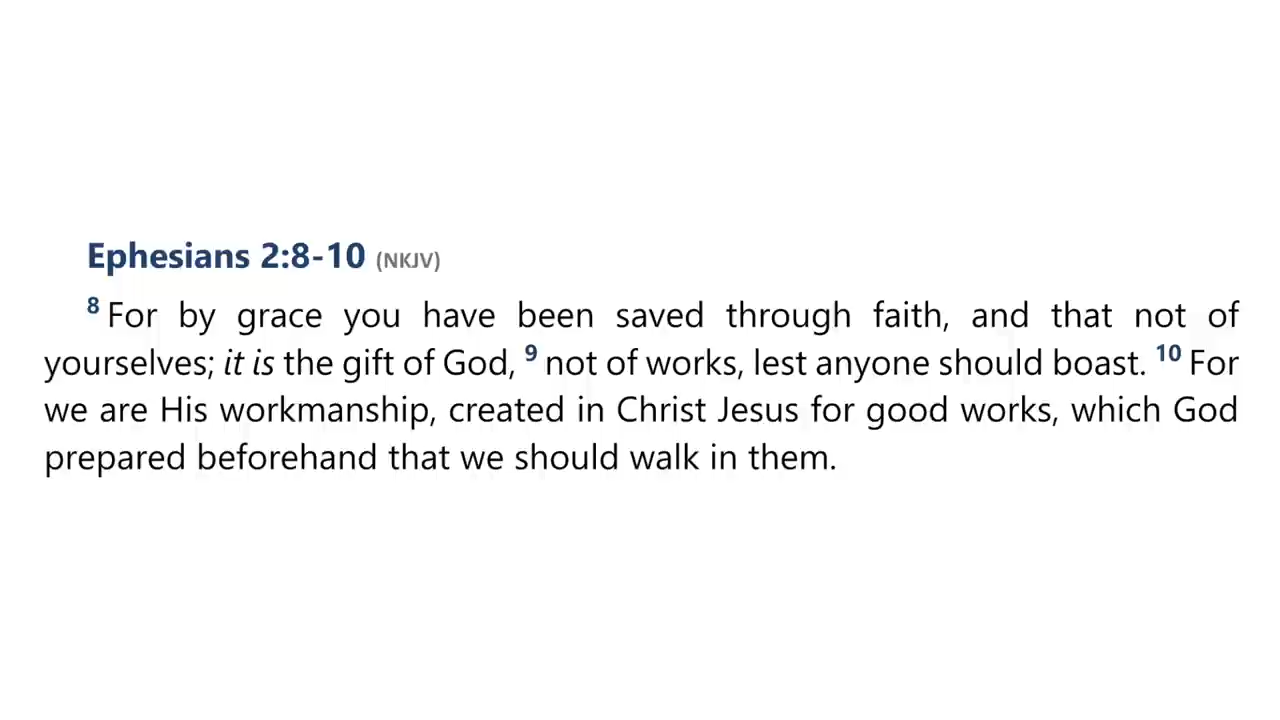 Ephesians 2:8-10 (NKJV)
8 For by grace you have been saved through faith, and that not of
yourselves; it is the gift of God, 9 not of works, lest anyone should boast. 10 For
we are His workmanship, created in Christ Jesus for good works, which God
prepared beforehand that we should walk in them.